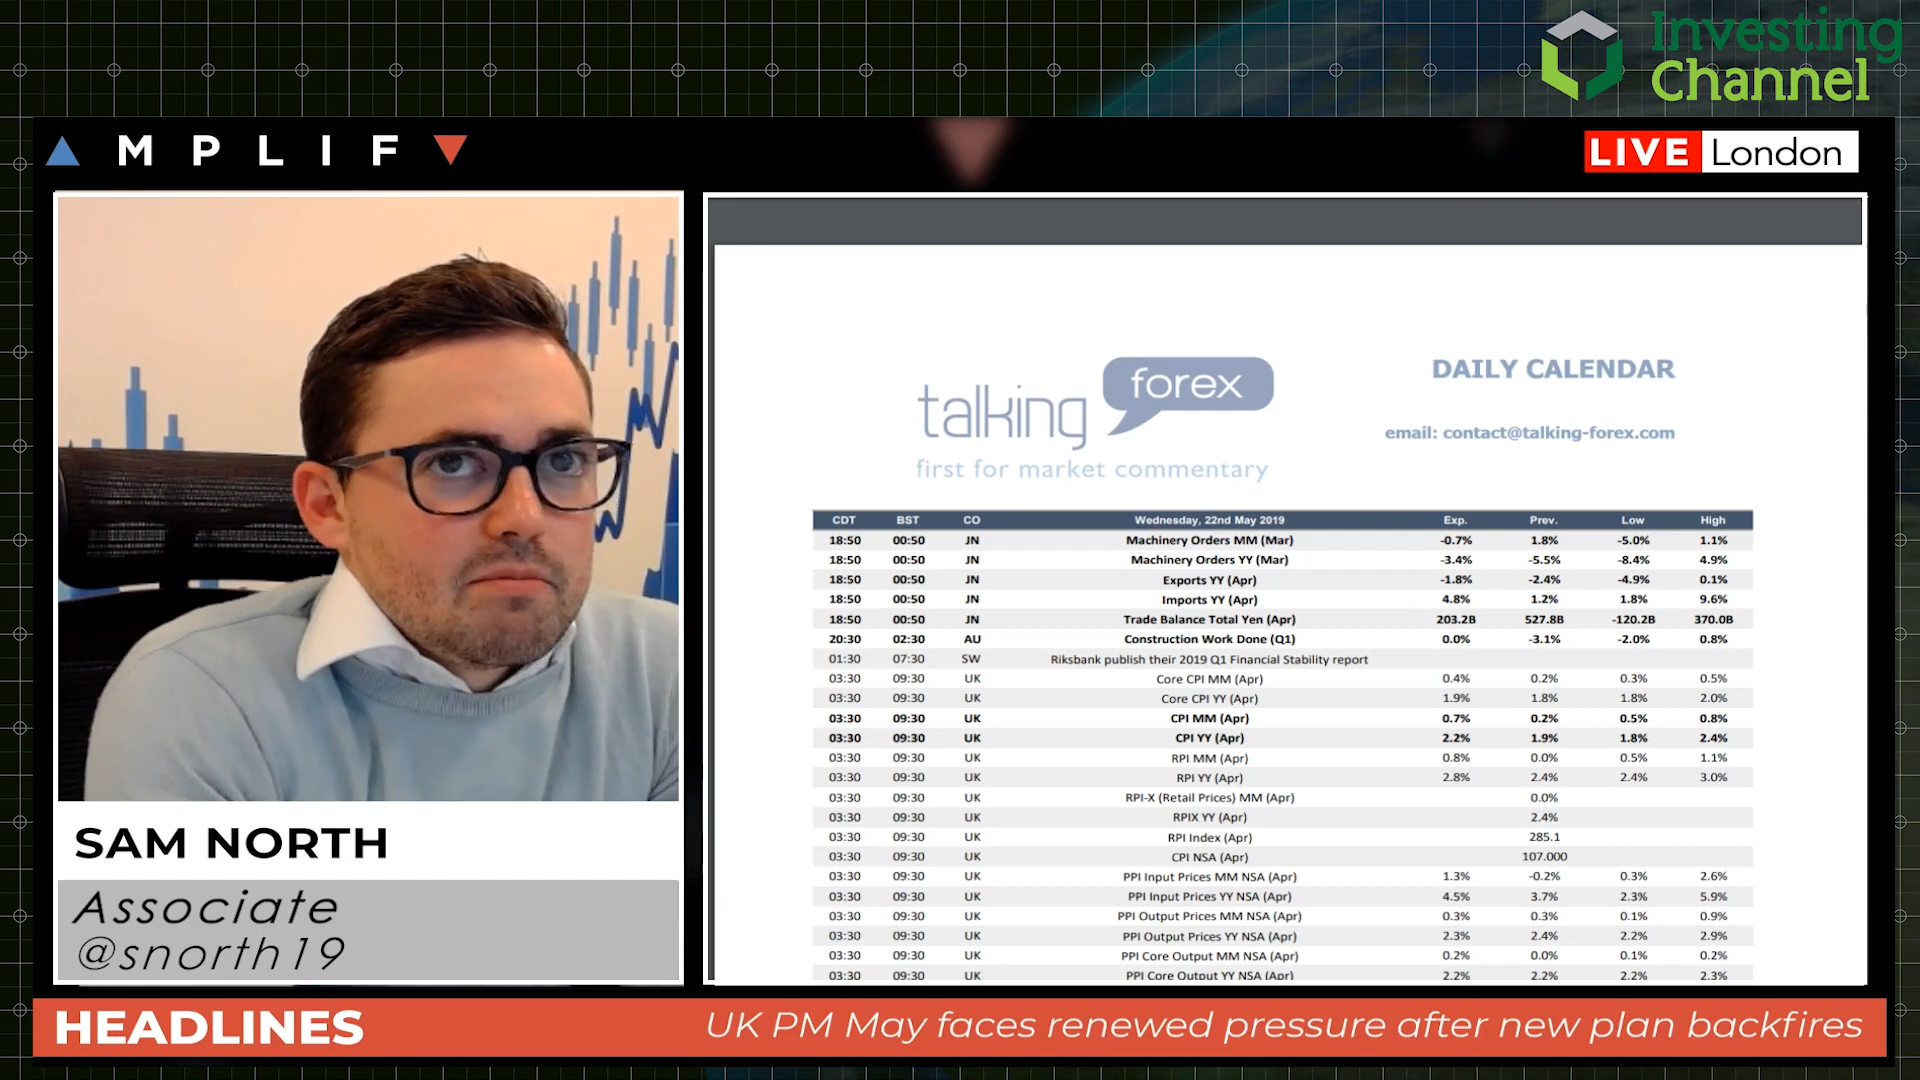 Investing
Channel
MPLIF
LIVE London
talking forex
first for market commentary
DAILY CALENDAR
email: contact@talking-forex.com
CDT BST CO Wednesday, 22nd May 2019 Exp. Prev. Low High
18:50 00:50 JN Machinery Orders MM (Mar) -0.7% 1.8% -5.0% 1.1%
18:50 00:50 JN Machinery Orders YY (Mar) -3.4% -5.5% -8.4% 4.9%
18:50 00:50 JN Exports YY (Apr) -1.8% -2.4% -4.9% 0.1%
18:50 00:50 JN Imports YY (Apr) 4.8% 1.2% 1.8% 9.6%
18:50 00:50 JN Trade Balance Total Yen (Apr) 203.2B 527.8B -120.2B 370.0B
20:30 02:30 AU Construction Work Done (Q1) 0.0% -3.1% -2.0% 0.8%
01:30 07:30 SW Riksbank publish their 2019 Q1 Financial Stability report
03:30 09:30 UK Core CPI MM (Apr) 0.4% 0.2% 0.3% 0.5%
03:30 09:30 UK Core CPI YY (Apr) 1.9% 1.8% 1.8% 2.0%
03:30 09:30 UK CPI MM (Apr) 0.7% 0.2% 0.5% 0.8%
03:30 09:30 UK CPI YY (Apr) 2.2% 1.9% 1.8% 2.4%
03:30 09:30 UK RPI MM (Apr) 0.8% 0.0% 0.5% 1.1%
03:30 09:30 UK RPI YY (Apr) 2.8% 2.4% 2.4% 3.0%
03:30 09:30 UK RPI-X (Retail Prices) MM (Apr) 0.0%
03:30 09:30 UK RPIX YY (Apr) 2.4%
03:30 09:30 UK RPI Index (Apr) 285.1
03:30 09:30 UK CPI NSA (Apr) 107.000
03:30 09:30 UK PPI Input Prices MM NSA (Apr) 1.3% -0.2% 0.3% 2.6%
03:30 09:30 UK PPI Input Prices YY NSA (Apr) 4.5% 3.7% 2.3% 5.9%
03:30 09:30 UK PPI Output Prices MM NSA (Apr) 0.3% 0.3% 0.1% 0.9%
03:30 09:30 UK PPI Output Prices YY NSA (Apr) 2.3% 2.4% 2.2% 2.9%
03:30 09:30 UK PPI Core Output MM NSA (Apr) 0.2% 0.0% 0.1% 0.2%
03:30 09:30 UK PPI Core Output YY NSA (Apr) 2.2% 2.2% 2.2% 2.3%
SAM NORTH
Associate
@snorth19
HEADLINES UK PM May faces renewed pressure after new plan backfires